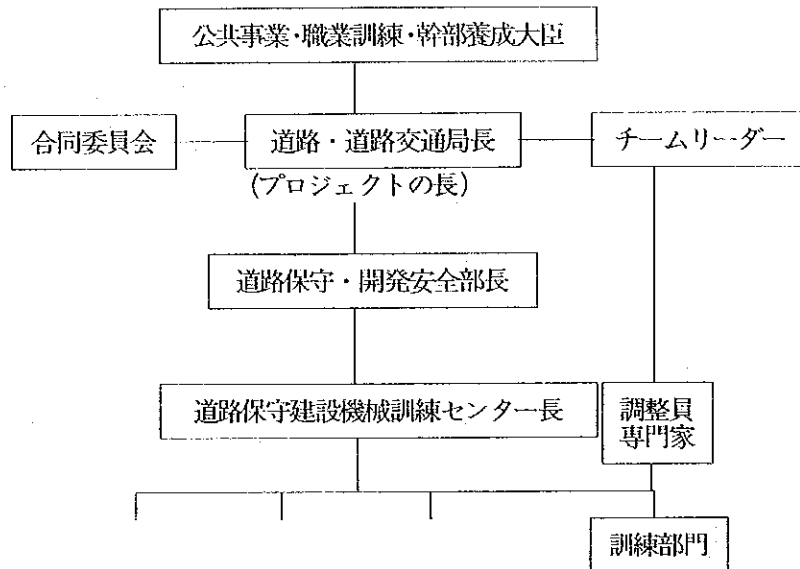 公共事業・職業訓練・幹部養成大臣
合同委員会
道路・道路交通局長
チームリーダー
(プロジェクトの長)
道路保守・開発安全部長
道路保守建設機械訓練センター長
調整員
専門家
訓練部門